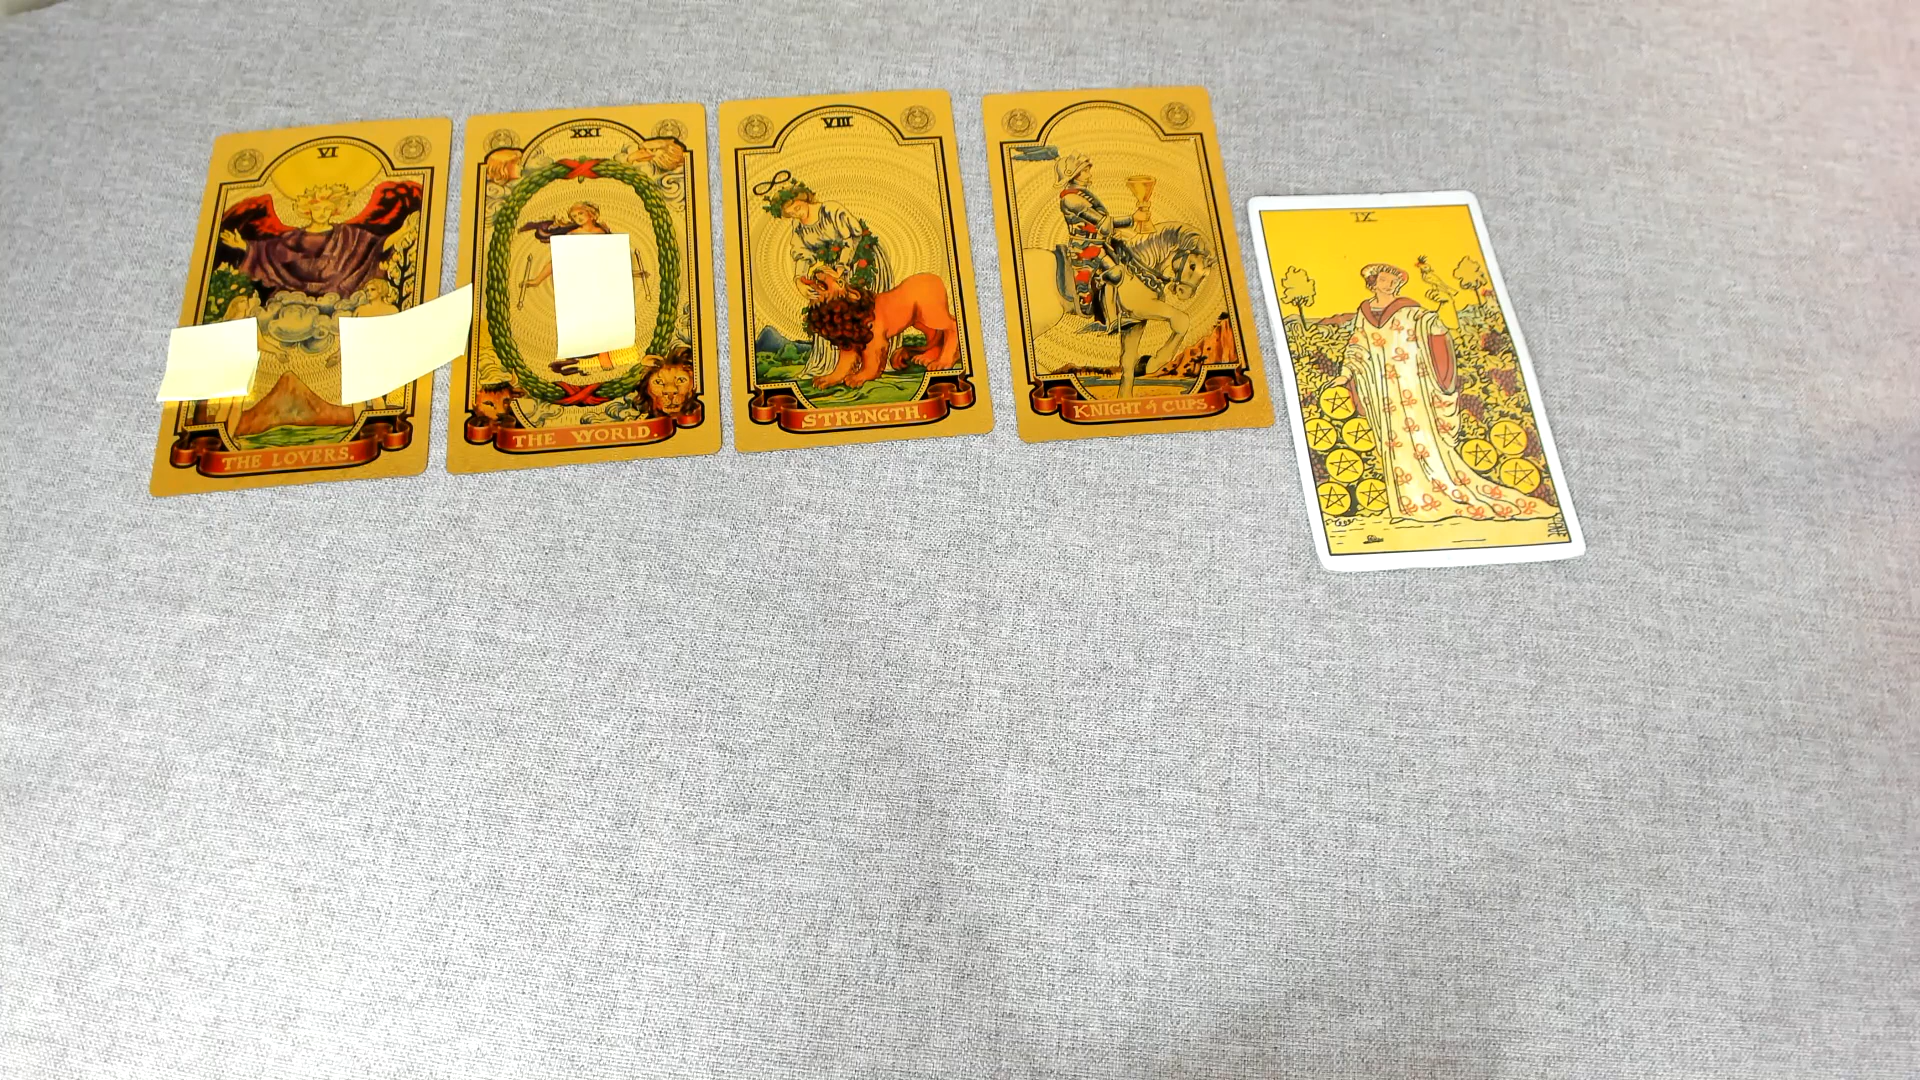 VI
THE LOVERS.
XXI
THE WORLD.
VIII
STRENGTH.
KNIGHT of CUPS.
IX